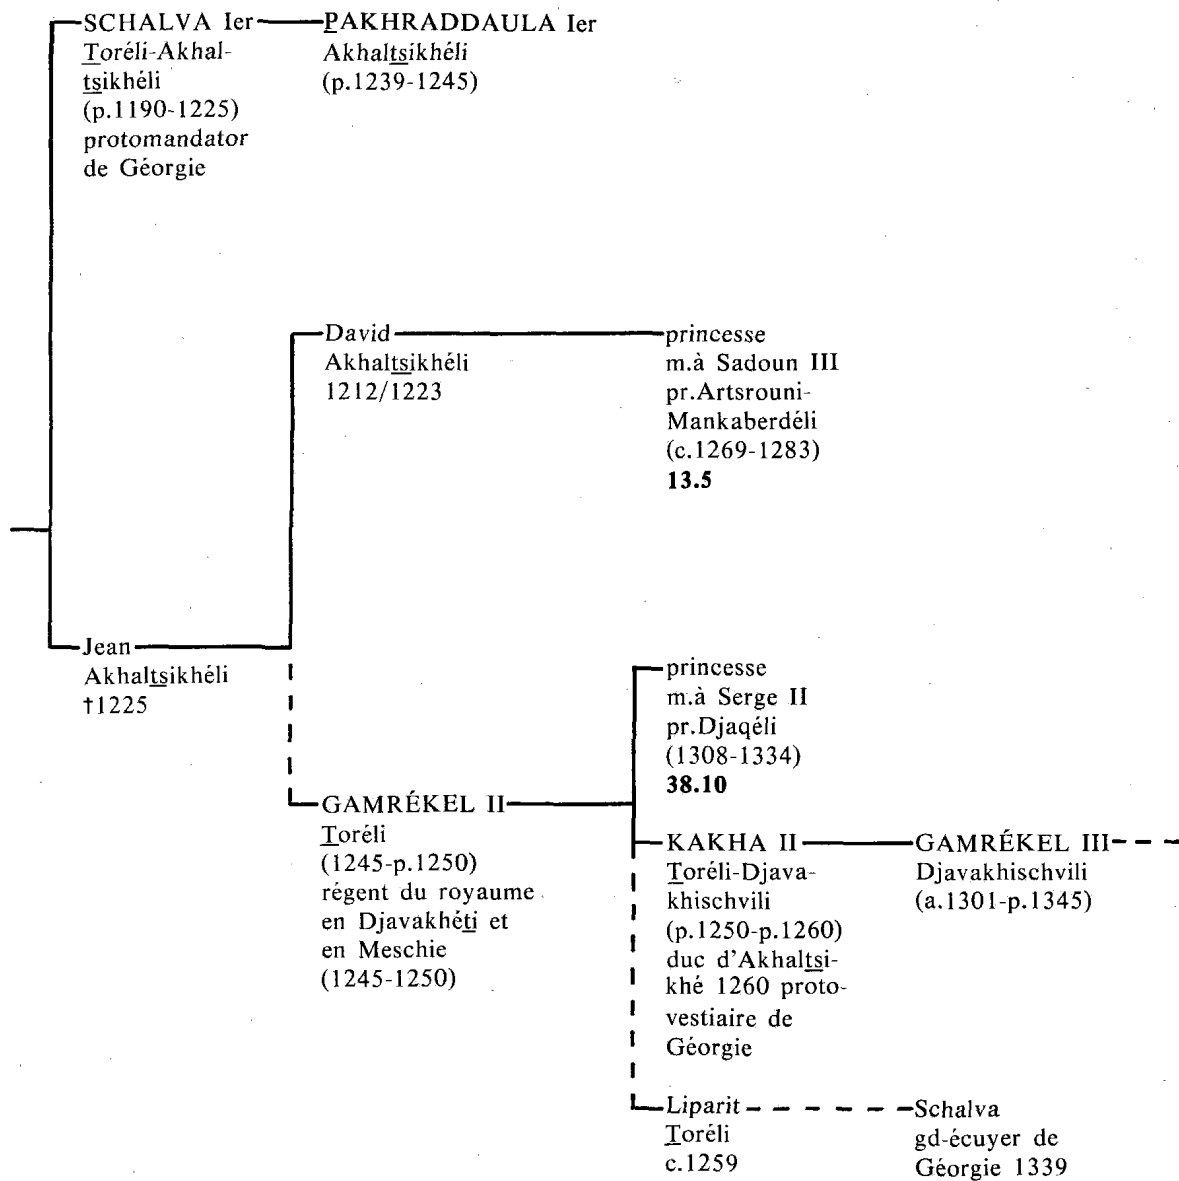 SCHALVA Ier
Toréli-Akhal-
tsikhéli
(p.1190-1225)
protomandator
de Géorgie
PAKHRADDAULA Ier
Akhaltsikhéli
(p.1239-1245)
David
Akhaltsikhéli
1212/1223
princesse
m.à Sadoun III
pr.Artsrouni-
Mankaberdéli
(c.1269-1283)
13.5
Jean
Akhaltsikhéli
†1225
princesse
m.à Serge II
pr.Djaqéli
(1308-1334)
38.10
GAMRÉKEL II
Toréli
(1245-p.1250)
régent du royaume
en Djavakhéti et
en Meschie
(1245-1250)
KAKHA II
Toréli-Djava-
khischvili
(p.1250-p.1260)
duc d'Akhaltsi-
khé 1260 proto-
vestiaire de
Géorgie
GAMRÉKEL III
Djavakhischvili
(a.1301-p.1345)
Liparit
Toréli
c.1259
Schalva
gd-écuyer de
Géorgie 1339